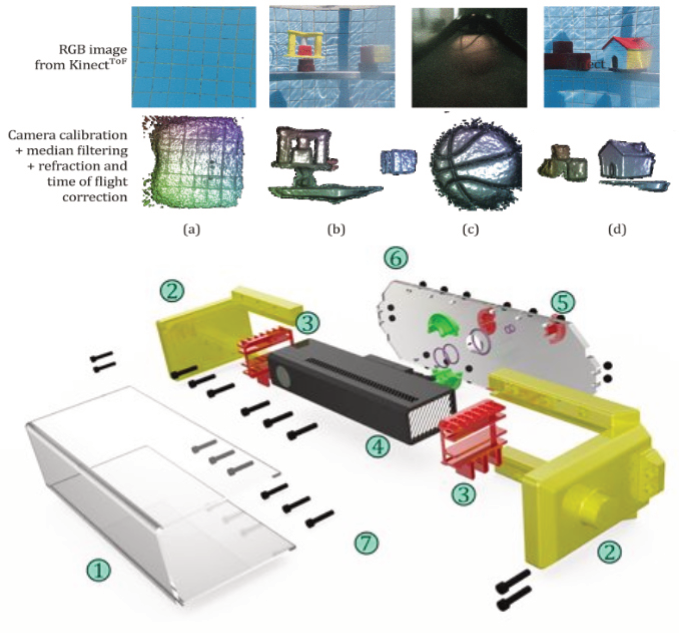 RGB image
from Kinect^ToF
Camera calibration
+ median filtering
+ refraction and
time of flight
correction
(a)
(b)
(c)
(d)
6
2
5
3
4
3
7
2
1